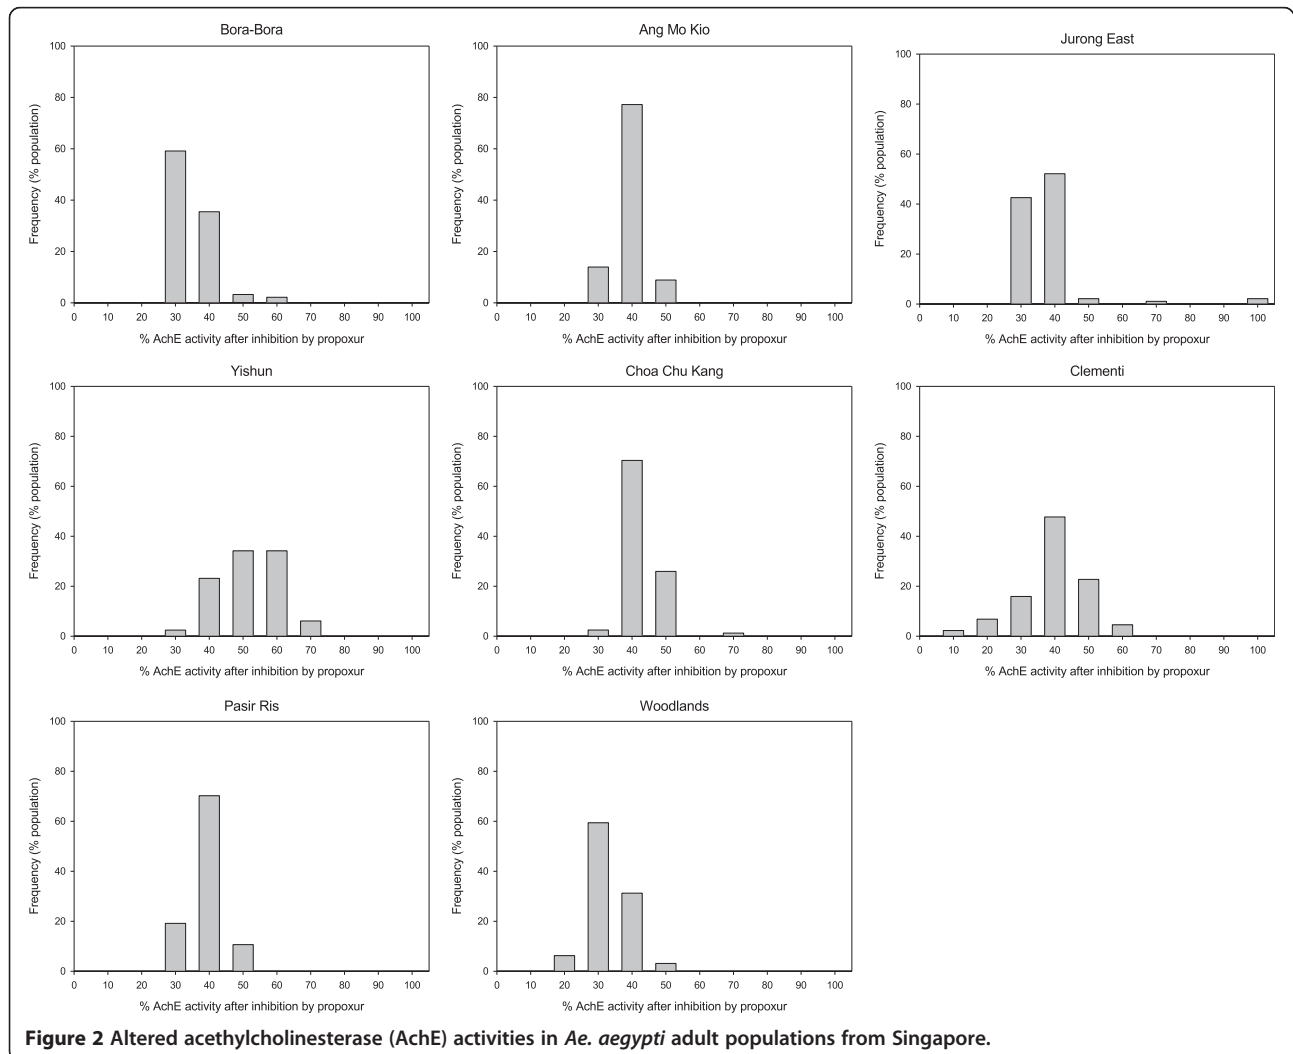 Bora-Bora
100
80
60
40
20
0
Frequency (% population)
0 10 20 30 40 50 60 70 80 90 100
% AchE activity after inhibition by propoxur
Ang Mo Kio
100
80
60
40
20
0
Frequency (% population)
0 10 20 30 40 50 60 70 80 90 100
% AchE activity after inhibition by propoxur
Jurong East
100
80
60
40
20
0
Frequency (% population)
0 10 20 30 40 50 60 70 80 90 100
% AchE activity after inhibition by propoxur
Yishun
100
80
60
40
20
0
Frequency (% population)
0 10 20 30 40 50 60 70 80 90 100
% AchE activity after inhibition by propoxur
Choa Chu Kang
100
80
60
40
20
0
Frequency (% population)
0 10 20 30 40 50 60 70 80 90 100
% AchE activity after inhibition by propoxur
Clementi
100
80
60
40
20
0
Frequency (% population)
0 10 20 30 40 50 60 70 80 90 100
% AchE activity after inhibition by propoxur
Pasir Ris
100
80
60
40
20
0
Frequency (% population)
0 10 20 30 40 50 60 70 80 90 100
% AchE activity after inhibition by propoxur
Woodlands
100
80
60
40
20
0
Frequency (% population)
0 10 20 30 40 50 60 70 80 90 100
% AchE activity after inhibition by propoxur
Figure 2 Altered acethylcholinesterase (AchE) activities in Ae. aegypti adult populations from Singapore.